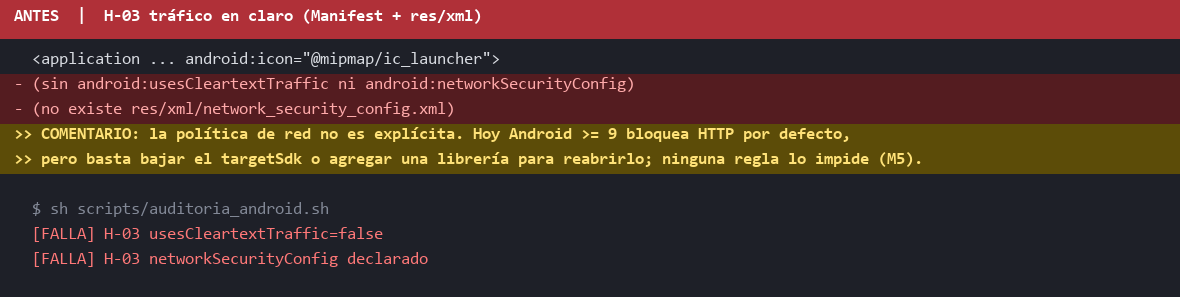 ANTES | H-03 tráfico en claro (Manifest + res/xml)
<application ... android:icon="@mipmap/ic_launcher">
- (sin android:usesCleartextTraffic ni android:networkSecurityConfig)
- (no existe res/xml/network_security_config.xml)
>> COMENTARIO: la política de red no es explícita. Hoy Android >= 9 bloquea HTTP por defecto,
>> pero basta bajar el targetSdk o agregar una librería para reabrirlo; ninguna regla lo impide (M5).
$ sh scripts/auditoria_android.sh
[FALLA] H-03 usesCleartextTraffic=false
[FALLA] H-03 networkSecurityConfig declarado